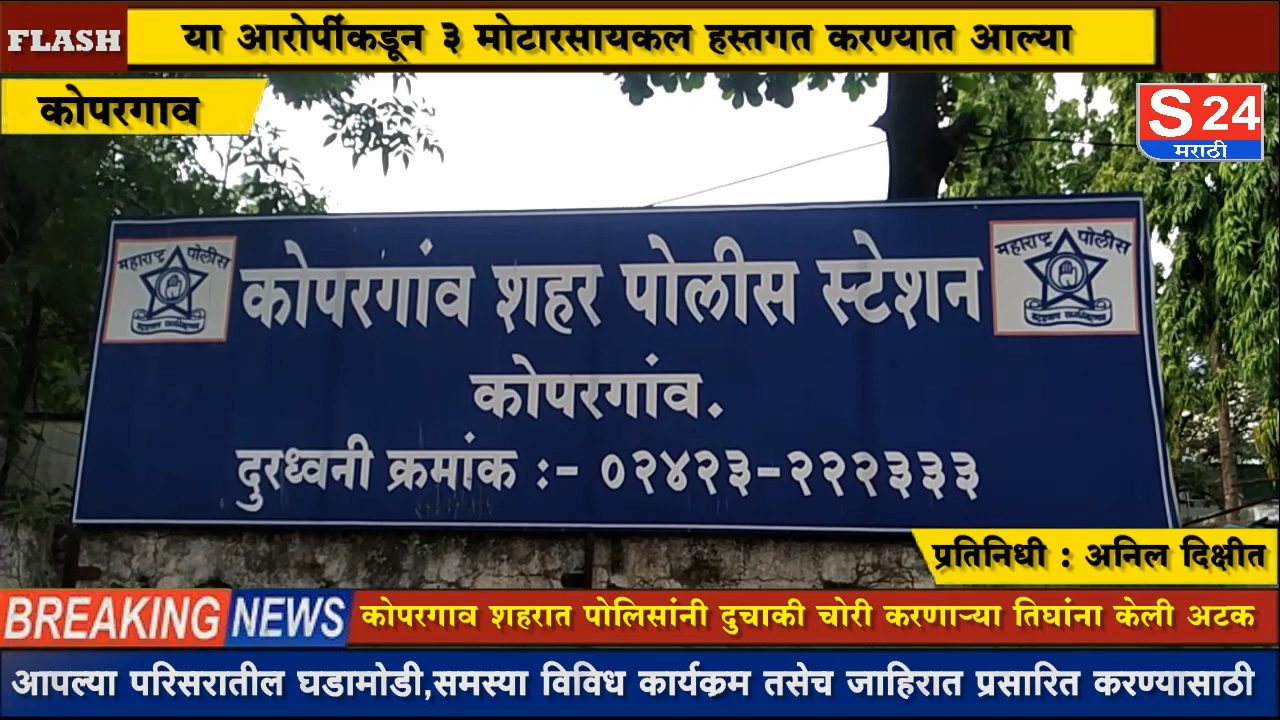 FLASH या आरोपींकडून ३ मोटारसायकल हस्तगत करण्यात आल्या
कोपरगाव
S 24
मराठी
महाराष्ट्र पोलीस
महाराष्ट्र पोलीस
कोपरगांव शहर पोलीस स्टेशन
कोपरगांव.
दुरध्वनी क्रमांक :- ०२४२३-२२२३३३
प्रतिनिधी : अनिल दिक्षीत
BREAKING NEWS कोपरगाव शहरात पोलिसांनी दुचाकी चोरी करणाऱ्या तिघांना केली अटक
आपल्या परिसरातील घडामोडी,समस्या विविध कार्यक्रम तसेच जाहिरात प्रसारित करण्यासाठी